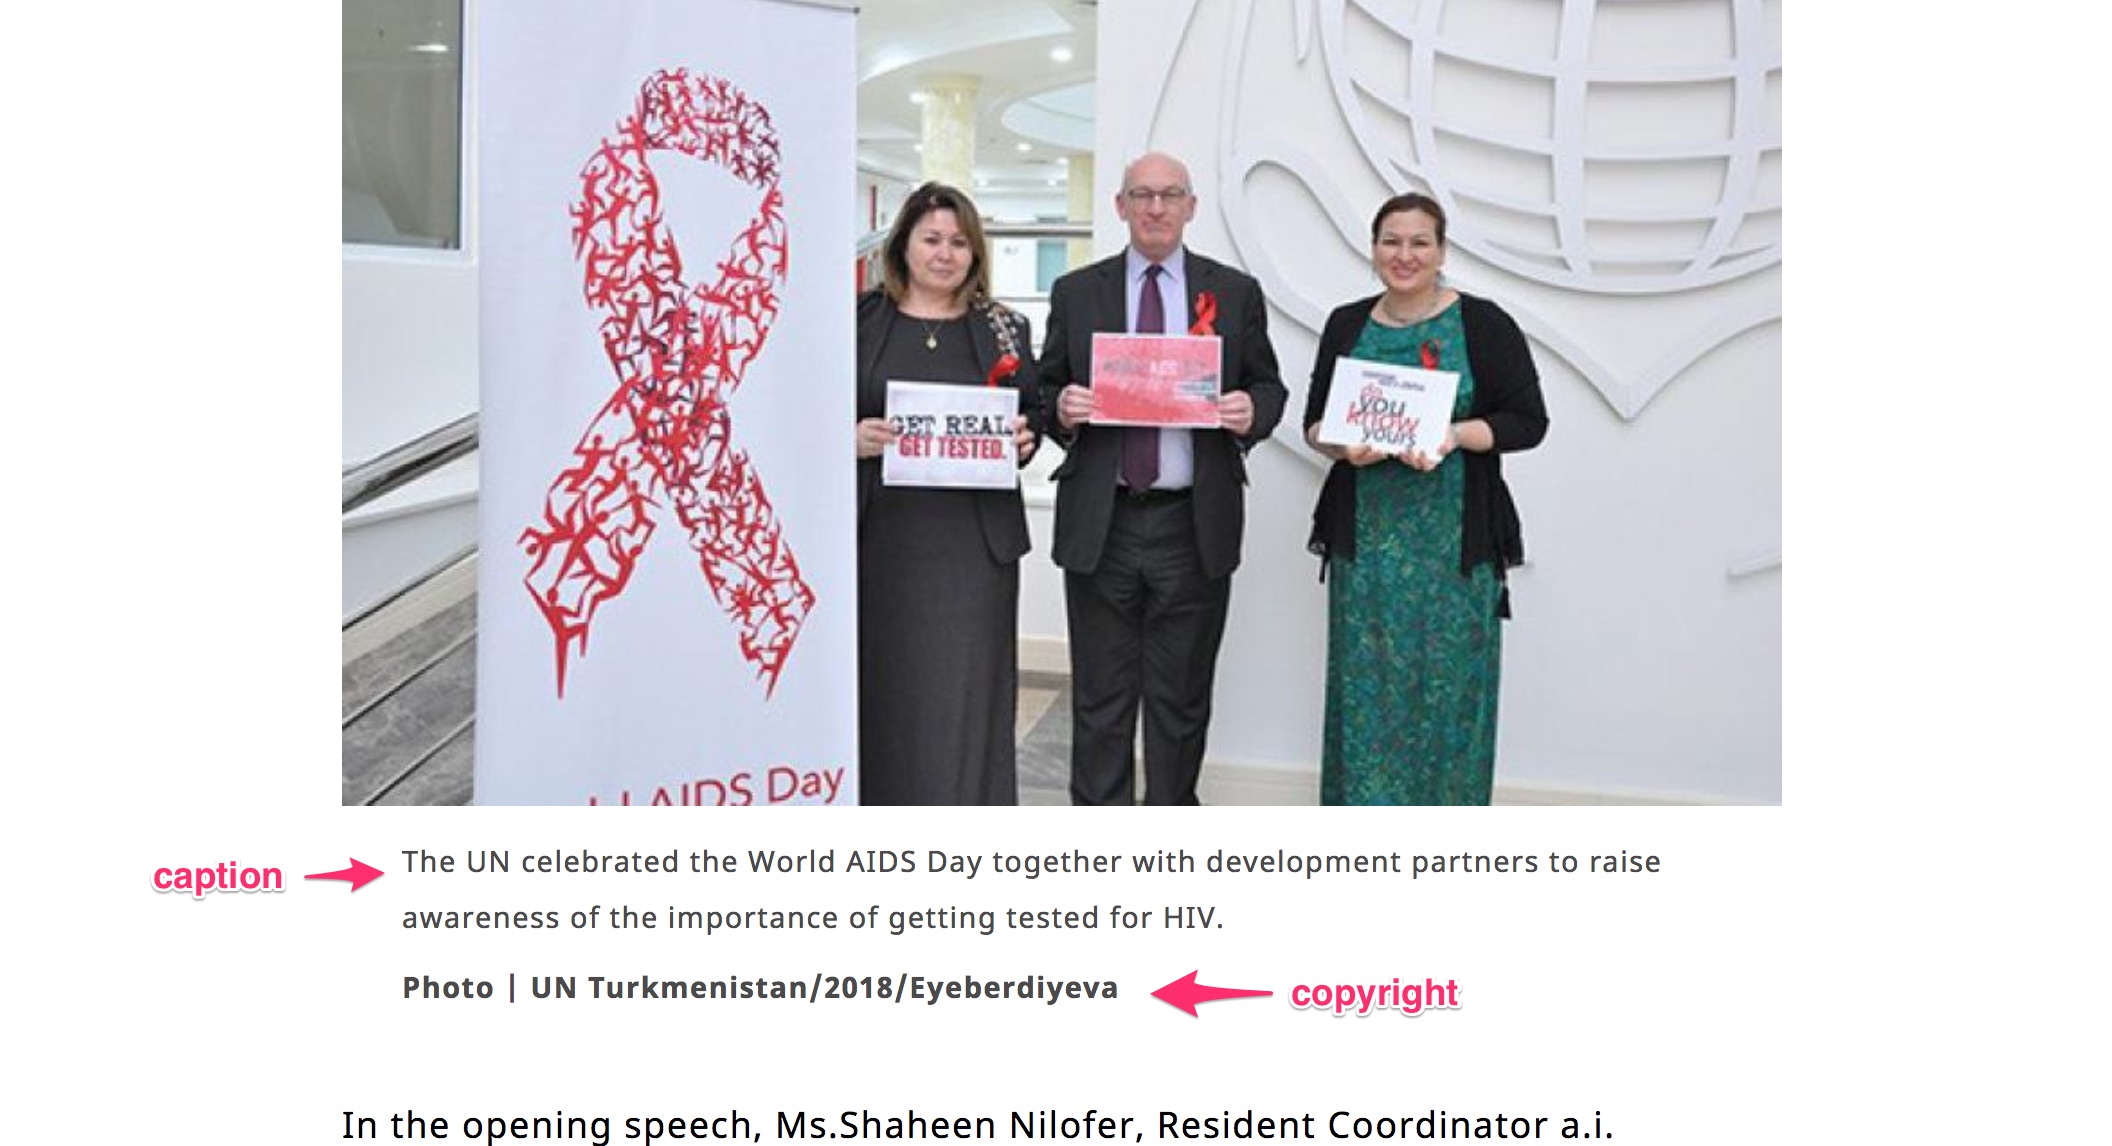 AIDS Day
GET REAL.
GET TESTED.
do
you
know
yours
caption
The UN celebrated the World AIDS Day together with development partners to raise
awareness of the importance of getting tested for HIV.
Photo | UN Turkmenistan/2018/Eyeberdiyeva
copyright
In the opening speech, Ms.Shaheen Nilofer, Resident Coordinator a.i.